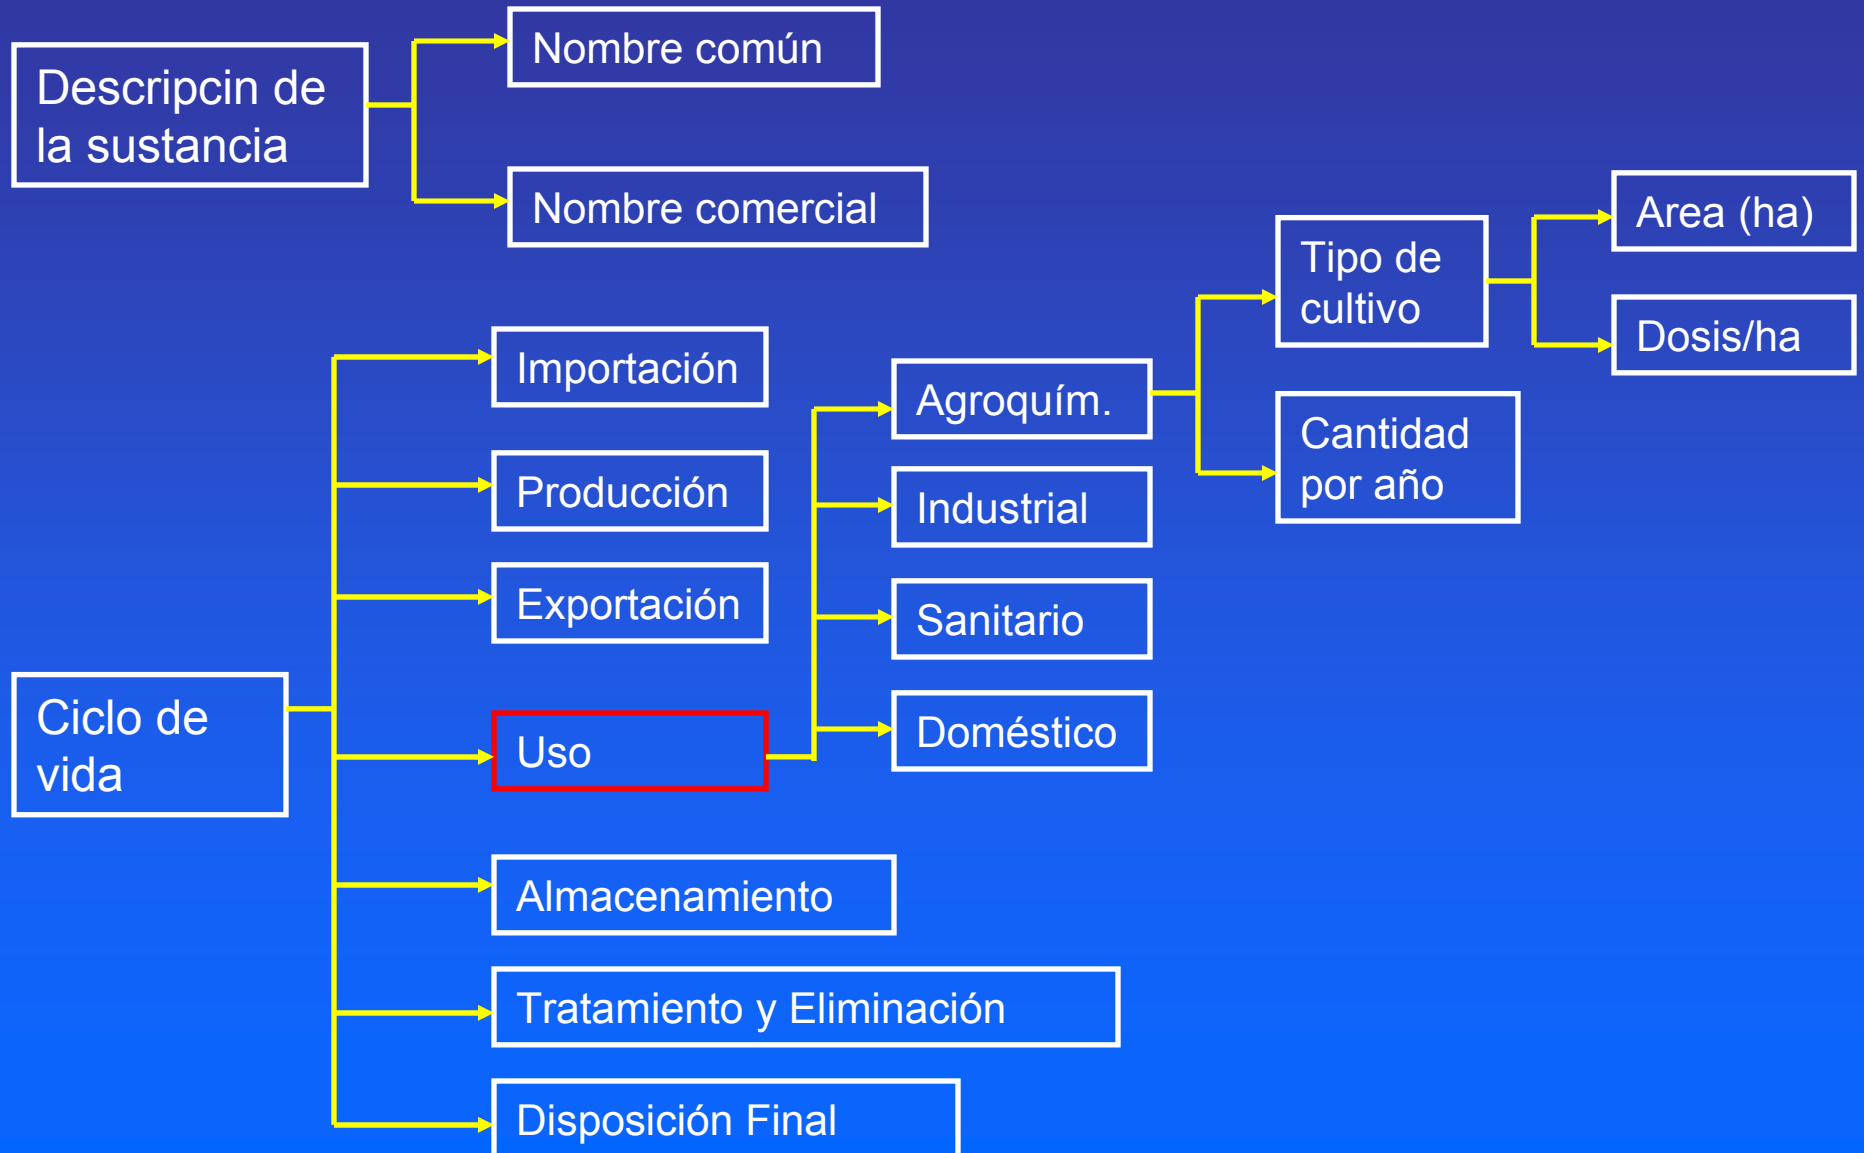 Descripcin de
la sustancia
Nombre común
Nombre comercial
Ciclo de
vida
Importación
Producción
Exportación
Uso
Almacenamiento
Tratamiento y Eliminación
Disposición Final
Agroquím.
Industrial
Sanitario
Doméstico
Tipo de
cultivo
Cantidad
por año
Area (ha)
Dosis/ha